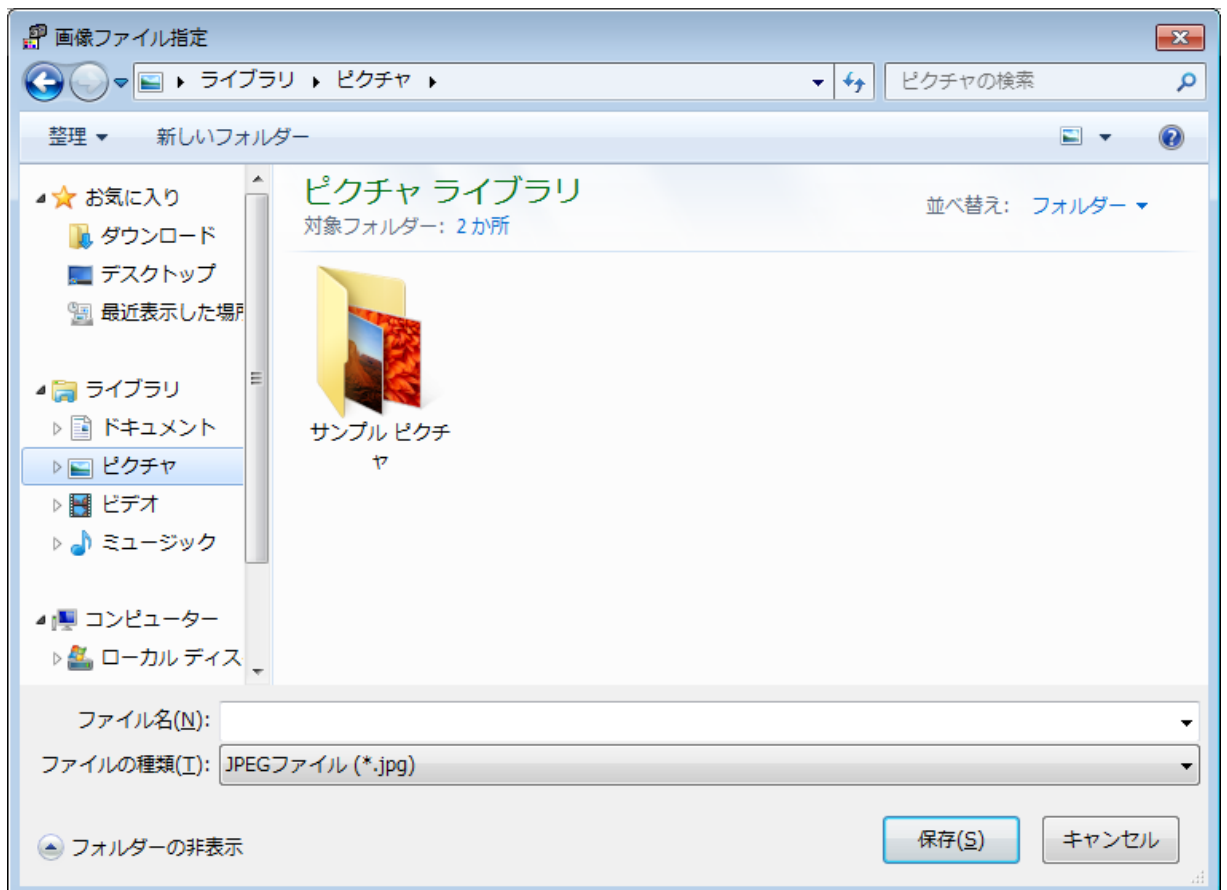 画像ファイル指定
ライブラリ ピクチャ
ピクチャの検索
整理 新しいフォルダー
お気に入り
ダウンロード
デスクトップ
最近表示した場所
ライブラリ
ドキュメント
ピクチャ
ビデオ
ミュージック
コンピューター
ローカル ディス
ピクチャ ライブラリ
対象フォルダー: 2 か所
並べ替え: フォルダー
サンプル ピクチ
ャ
ファイル名(N):
ファイルの種類(T): JPEGファイル (*.jpg)
フォルダーの非表示
保存(S) キャンセル